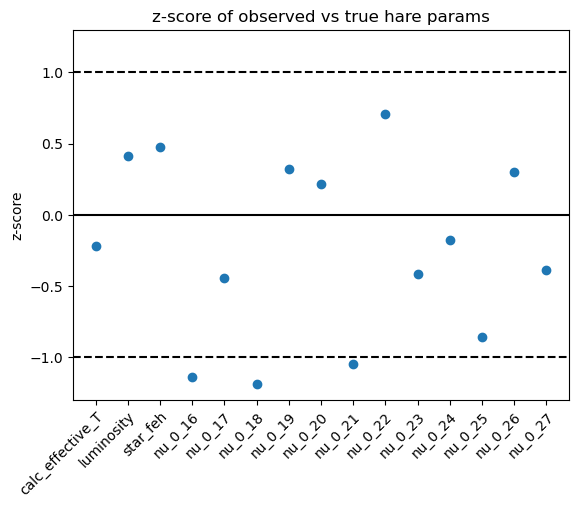 z-score of observed vs true hare params
z-score
1.0
0.5
0.0
−0.5
−1.0
calc_effective_T
luminosity
star_feh
nu_0_16
nu_0_17
nu_0_18
nu_0_19
nu_0_20
nu_0_21
nu_0_22
nu_0_23
nu_0_24
nu_0_25
nu_0_26
nu_0_27